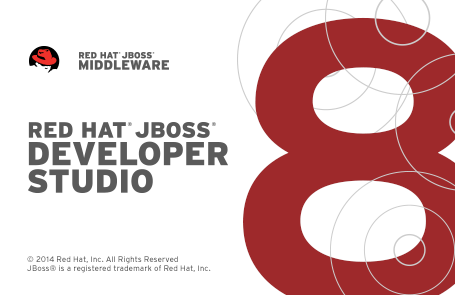 RED HAT® JBOSS®
MIDDLEWARE
RED HAT® JBOSS®
DEVELOPER
STUDIO
8
© 2014 Red Hat, Inc. All Rights Reserved
JBoss® is a registered trademark of Red Hat, Inc.